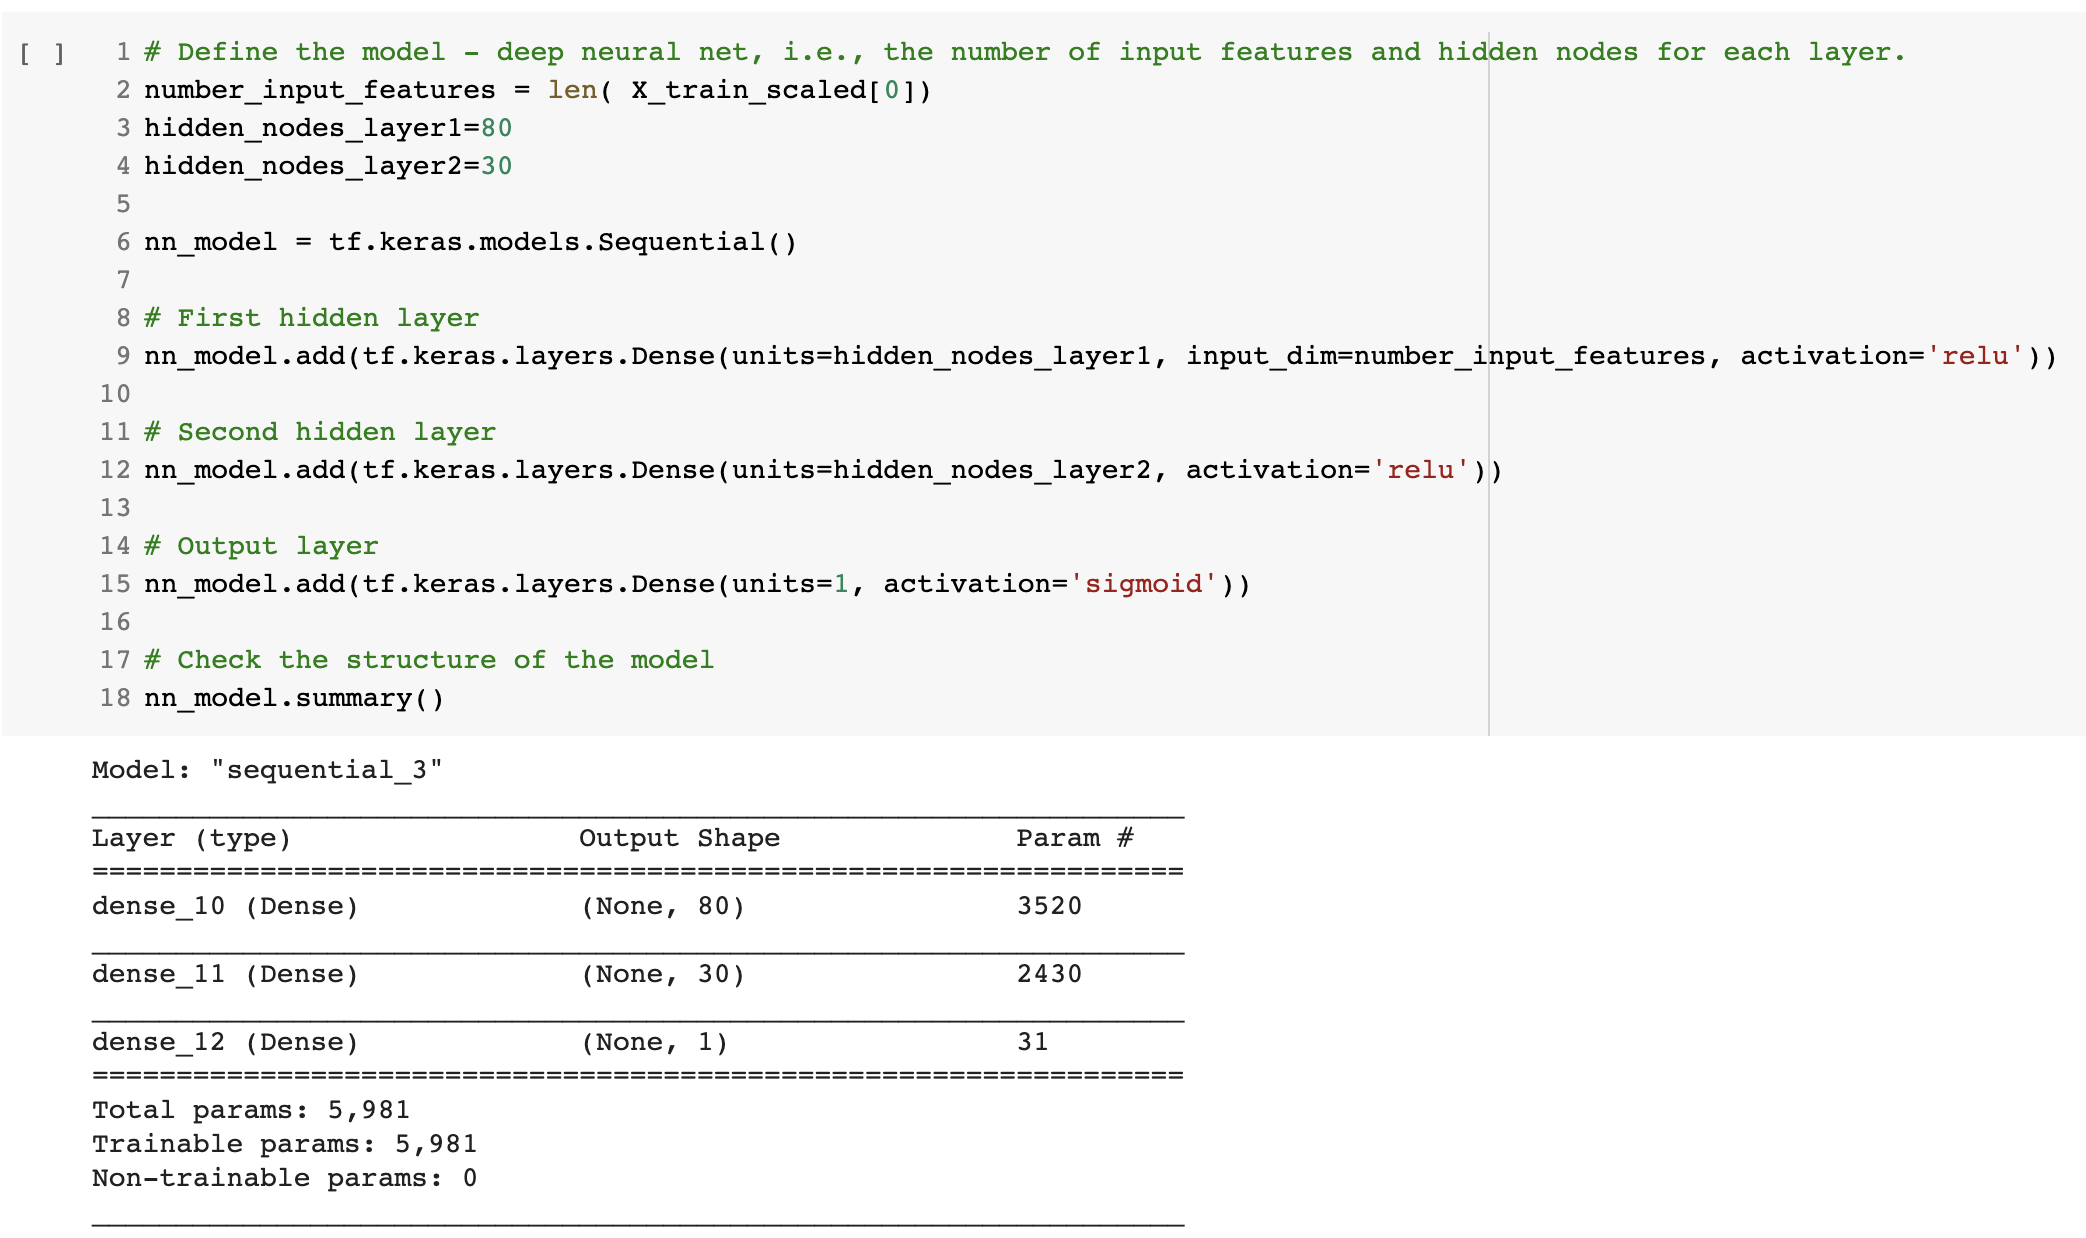 [ ] 1 # Define the model - deep neural net, i.e., the number of input features and hidden nodes for each layer.
2 number_input_features = len( X_train_scaled[0])
3 hidden_nodes_layer1=80
4 hidden_nodes_layer2=30
5
6 nn_model = tf.keras.models.Sequential()
7
8 # First hidden layer
9 nn_model.add(tf.keras.layers.Dense(units=hidden_nodes_layer1, input_dim=number_input_features, activation='relu'))
10
11 # Second hidden layer
12 nn_model.add(tf.keras.layers.Dense(units=hidden_nodes_layer2, activation='relu'))
13
14 # Output layer
15 nn_model.add(tf.keras.layers.Dense(units=1, activation='sigmoid'))
16
17 # Check the structure of the model
18 nn_model.summary()
Model: "sequential_3"
_________________________________________________________________
Layer (type)                 Output Shape              Param #
=================================================================
dense_10 (Dense)             (None, 80)                3520
_________________________________________________________________
dense_11 (Dense)             (None, 30)                2430
_________________________________________________________________
dense_12 (Dense)             (None, 1)                 31
=================================================================
Total params: 5,981
Trainable params: 5,981
Non-trainable params: 0
_________________________________________________________________